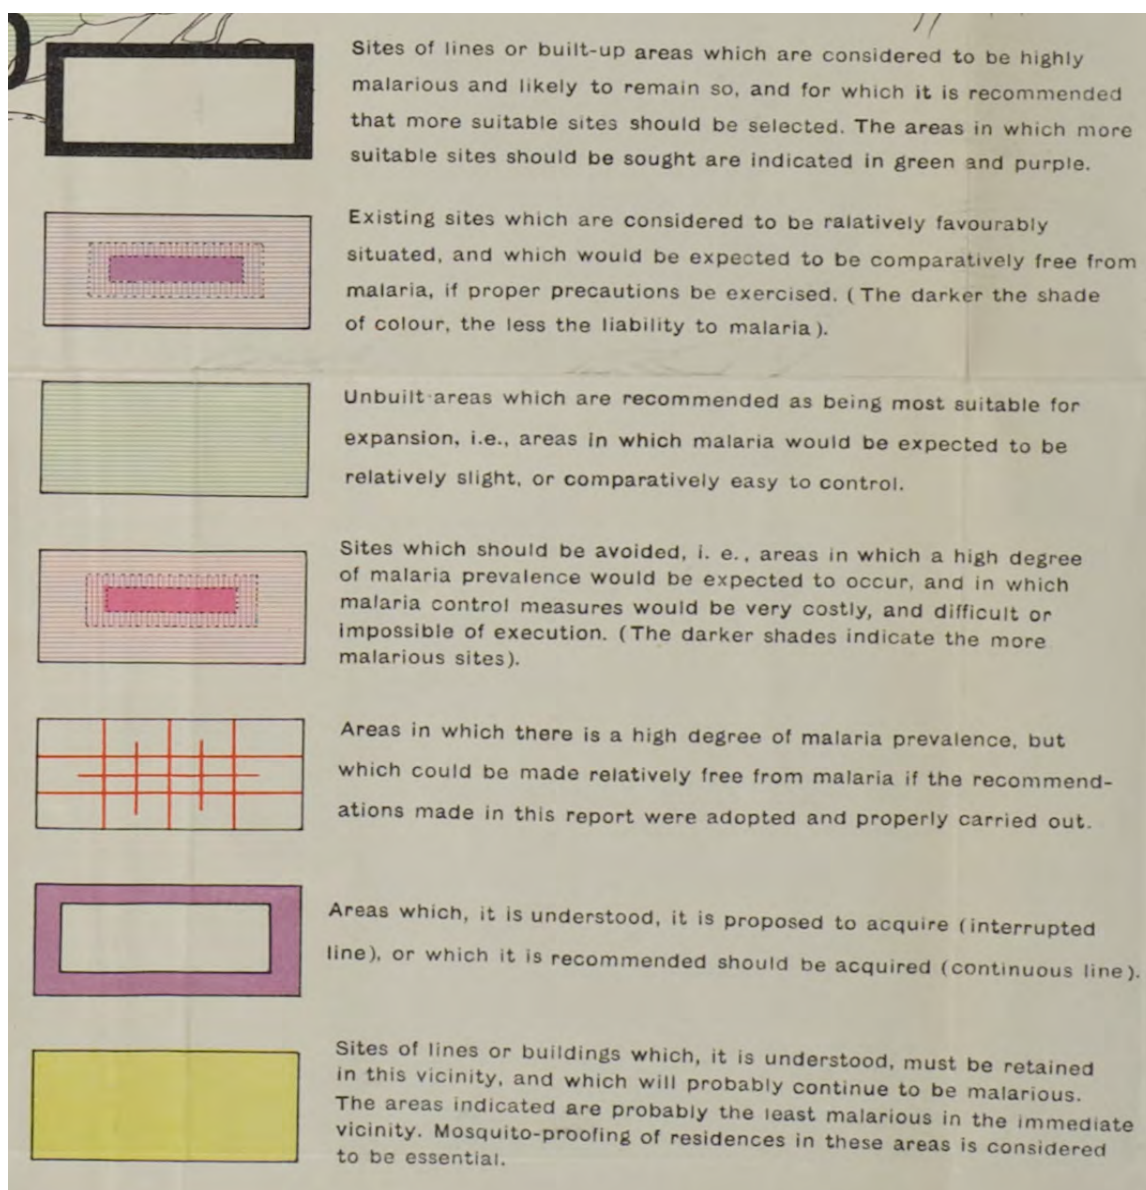 Sites of lines or built-up areas which are considered to be highly
malarious and likely to remain so, and for which it is recommended
that more suitable sites should be selected. The areas in which more
suitable sites should be sought are indicated in green and purple.
Existing sites which are considered to be ralatively favourably
situated, and which would be expected to be comparatively free from
malaria, if proper precautions be exercised. (The darker the shade
of colour, the less the liability to malaria).
Unbuilt areas which are recommended as being most suitable for
expansion, i.e., areas in which malaria would be expected to be
relatively slight, or comparatively easy to control.
Sites which should be avoided, i. e., areas in which a high degree
of malaria prevalence would be expected to occur, and in which
malaria control measures would be very costly, and difficult or
impossible of execution. (The darker shades indicate the more
malarious sites).
Areas in which there is a high degree of malaria prevalence, but
which could be made relatively free from malaria if the recommend-
ations made in this report were adopted and properly carried out.
Areas which, it is understood, it is proposed to acquire (interrupted
line), or which it is recommended should be acquired (continuous line).
Sites of lines or buildings which, it is understood, must be retained
in this vicinity, and which will probably continue to be malarious.
The areas indicated are probably the least malarious in the immediate
vicinity. Mosquito-proofing of residences in these areas is considered
to be essential.